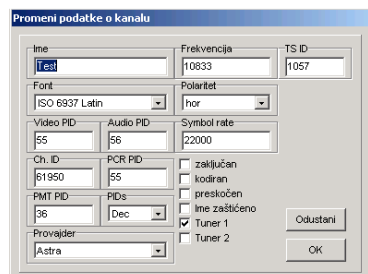 Promeni podatke o kanalu
Ime
Test
Frekvencija
10833
TS ID
1057
Font
ISO 6937 Latin
Polaritet
hor
Video PID
55
Audio PID
56
Symbol rate
22000
Ch. ID
61950
PCR PID
55
PMT PID
36
PIDs
Dec
zaključan
kodiran
preskočen
Ime zaštićeno
Tuner 1
Tuner 2
Provajder
Astra
Odustani
OK